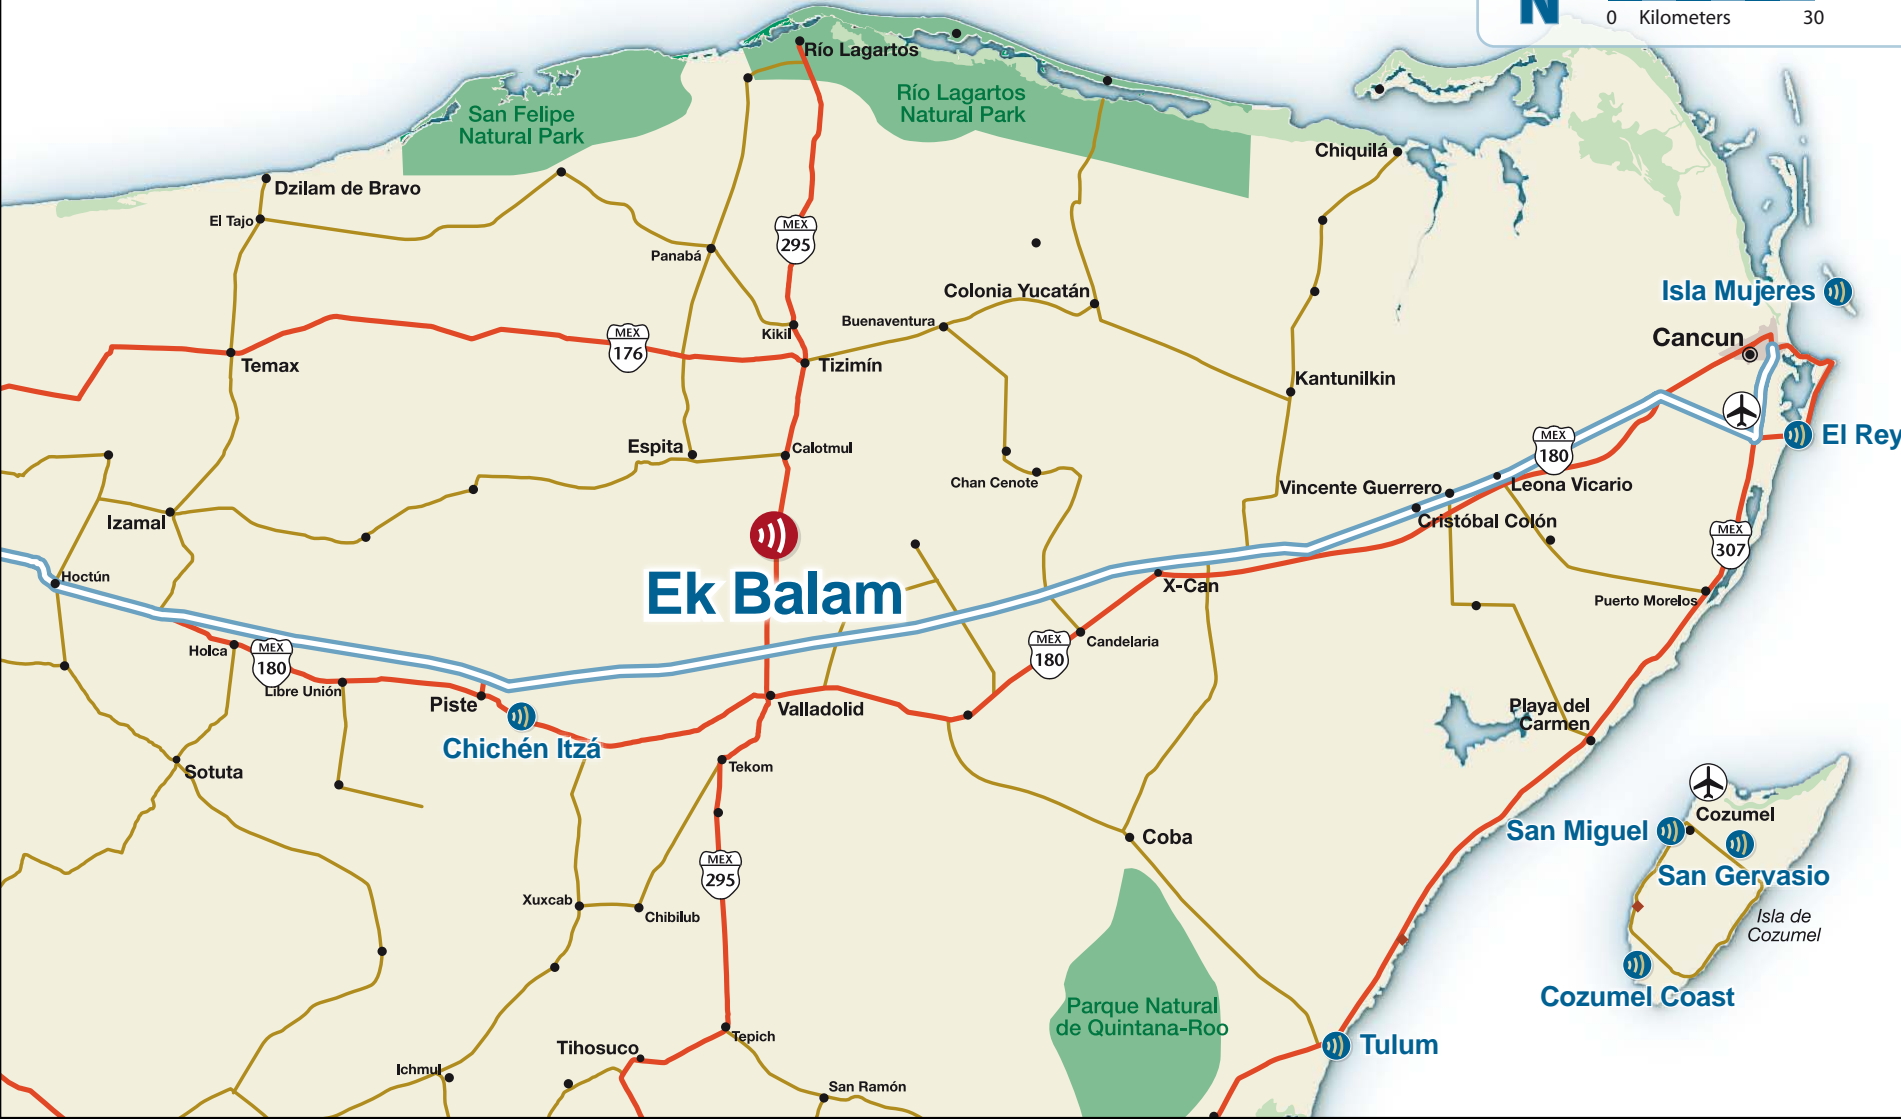 N
0 Kilometers 30
Río Lagartos
San Felipe
Natural Park
Río Lagartos
Natural Park
Chiquilá
Dzilam de Bravo
El Tajo
MEX
295
Panabá
Colonia Yucatán
Isla Mujeres
Buenaventura
Kikil
Cancun
MEX
176
Temax
Tizimín
Kantunilkin
El Rey
Espita
Calotmul
MEX
180
Chan Cenote
Vincente Guerrero
Leona Vicario
Izamal
Cristóbal Colón
MEX
307
Hoctún
Ek Balam
X-Can
Puerto Morelos
Holca
MEX
180
MEX
180
Candelaria
Libre Unión
Piste
Valladolid
Playa del
Carmen
Chichén Itzá
Sotuta
Tekom
Cozumel
San Miguel
Coba
MEX
295
San Gervasio
Xuxcab
Chibilub
Isla de
Cozumel
Cozumel Coast
Parque Natural
de Quintana-Roo
Tepich
Tihosuco
Tulum
Ichmul
San Ramón